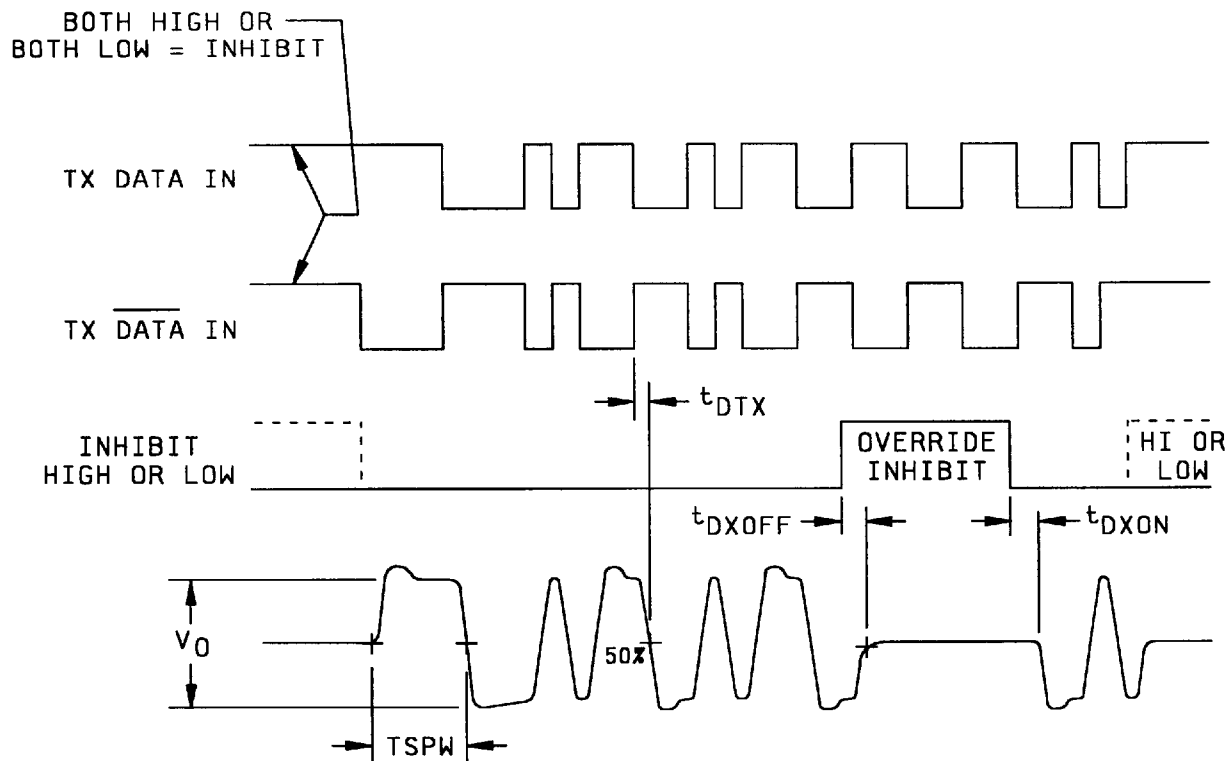 BOTH HIGH OR
BOTH LOW = INHIBIT
TX DATA IN
TX D̅A̅T̅A̅ IN
tDTX
INHIBIT
HIGH OR LOW
OVERRIDE
INHIBIT
HI OR
LOW
tDXOFF
tDXON
VO
50%
TSPW